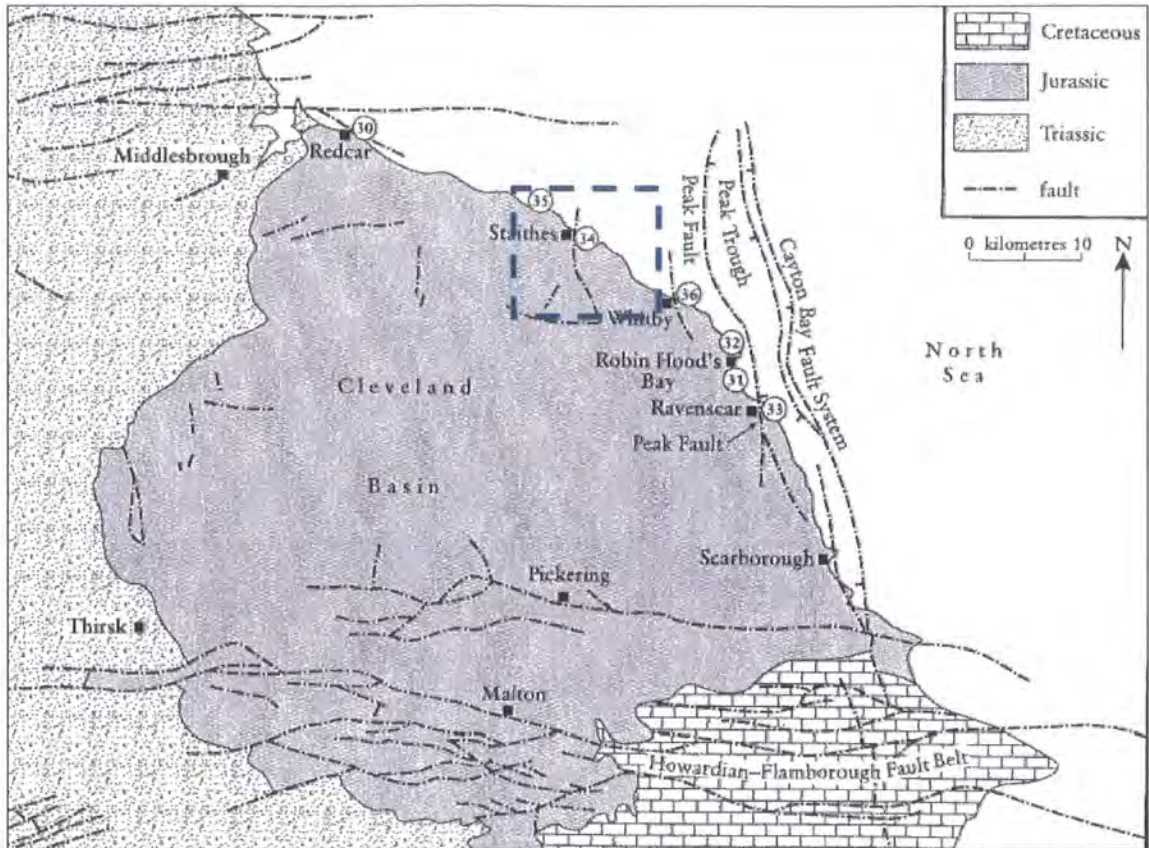 Cretaceous
Jurassic
Triassic
fault
0 kilometres 10
N
30
Redcar
Middlesbrough
35
Staithes
34
Peak Fault
Peak Trough
Cayton Bay Fault System
36
Whitby
32
Robin Hood's
Bay
31
North
Sea
Cleveland
Ravenscar
33
Peak Fault
Basin
Scarborough
Pickering
Thirsk
Malton
Howardian–Flamborough Fault Belt